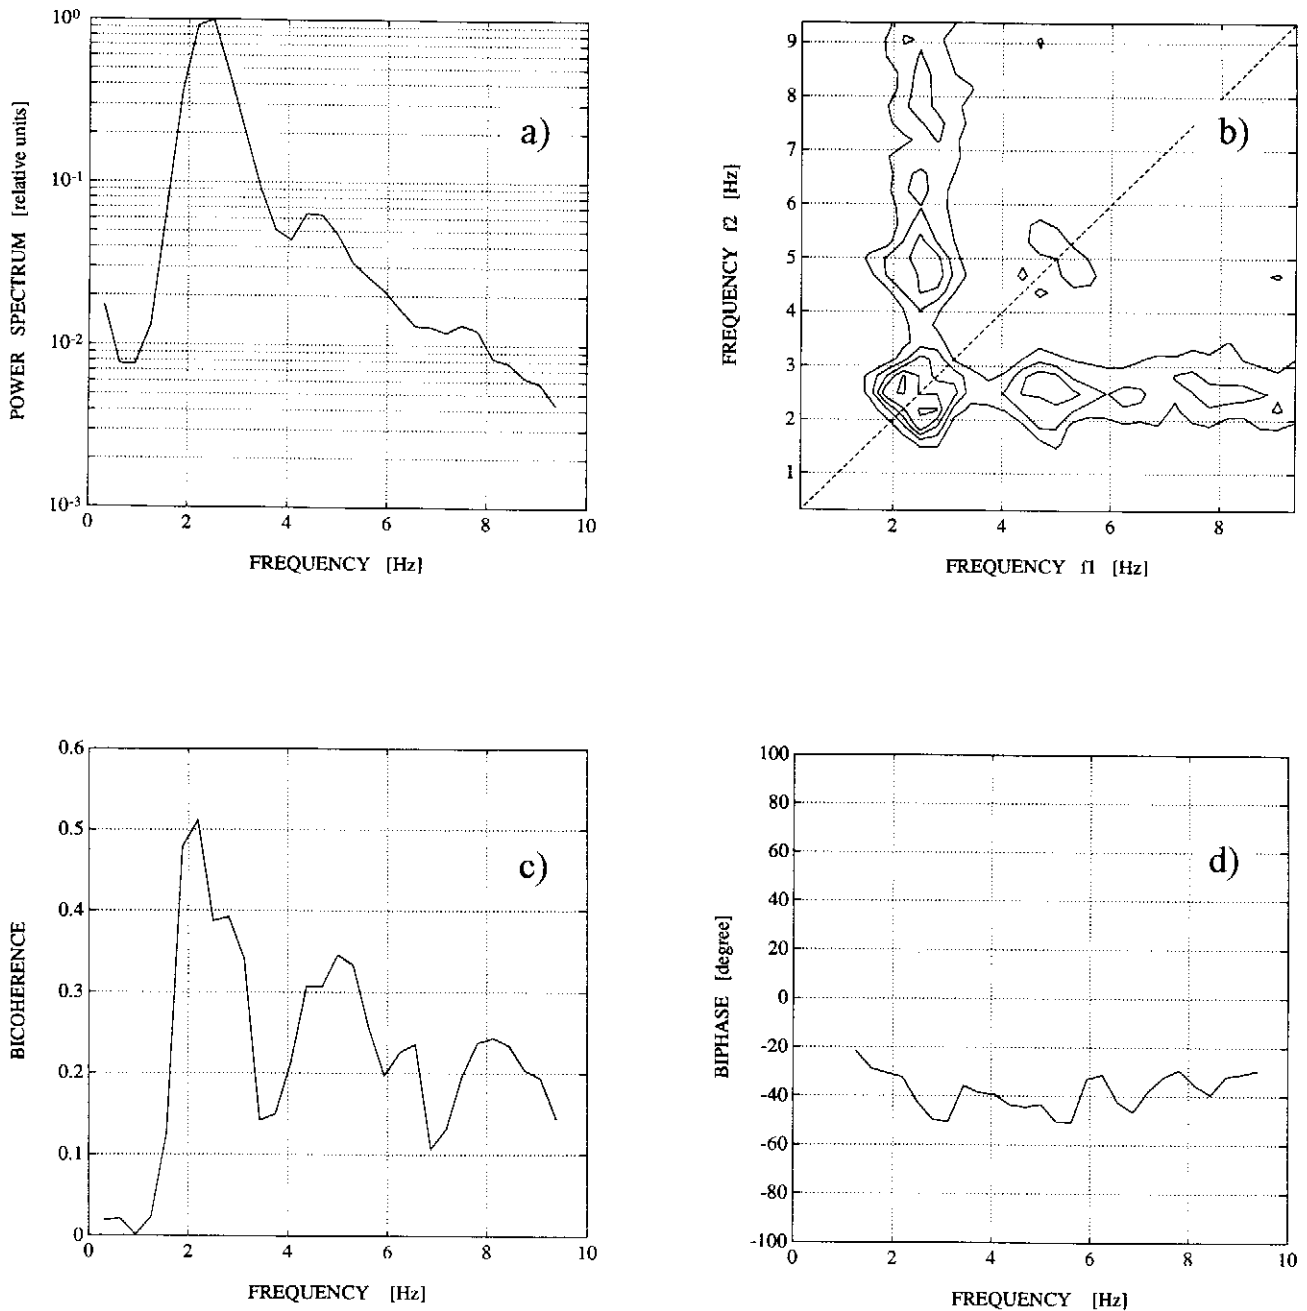 10⁰
10⁻¹
10⁻²
10⁻³
POWER SPECTRUM [relative units]
a)
0 2 4 6 8 10
FREQUENCY [Hz]
9
8
7
6
5
4
3
2
1
FREQUENCY f2 [Hz]
b)
2 4 6 8
FREQUENCY f1 [Hz]
0.6
0.5
0.4
0.3
0.2
0.1
0
BICOHERENCE
c)
0 2 4 6 8 10
FREQUENCY [Hz]
100
80
60
40
20
0
-20
-40
-60
-80
-100
BIPHASE [degree]
d)
0 2 4 6 8 10
FREQUENCY [Hz]